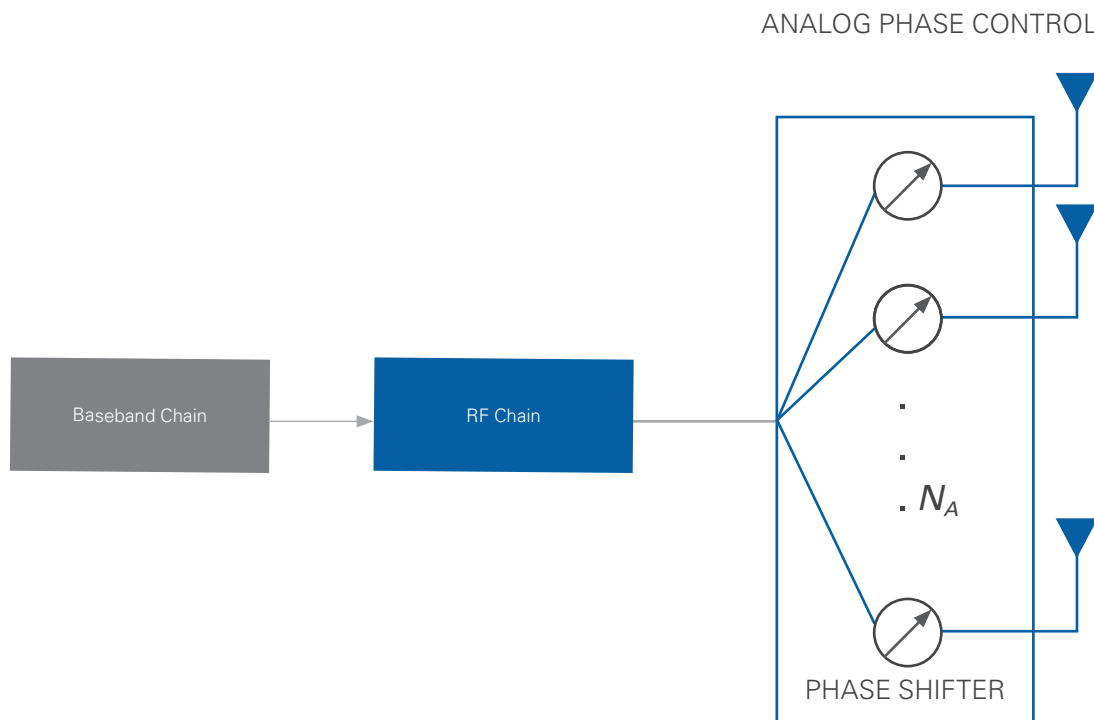 ANALOG PHASE CONTROL
Baseband Chain
RF Chain
N_A
PHASE SHIFTER